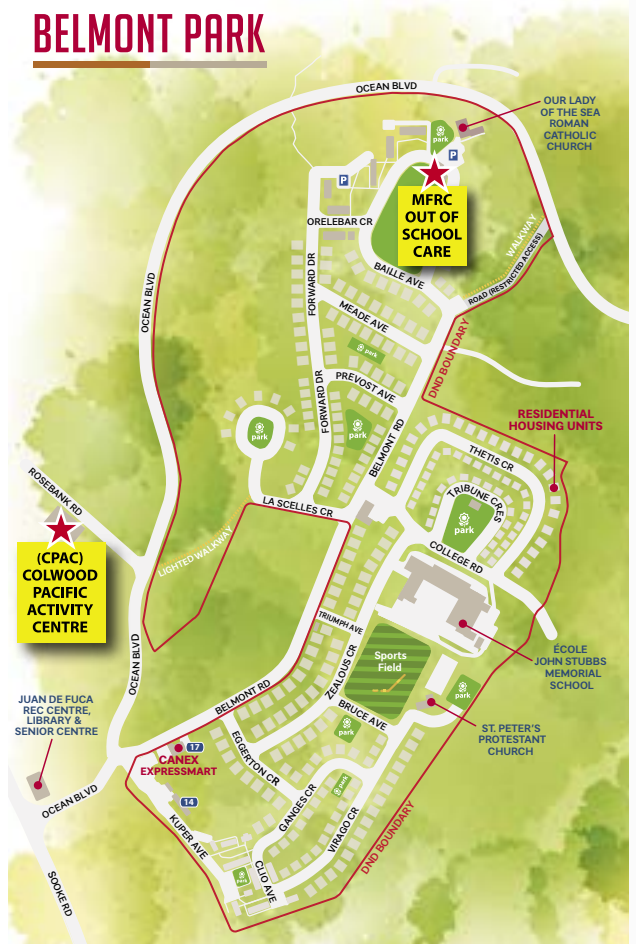 BELMONT PARK
OCEAN BLVD
OUR LADY
OF THE SEA
ROMAN
CATHOLIC
CHURCH
park
P
P
MFRC
OUT OF
SCHOOL
CARE
ORELEBAR CR
WALKWAY
ROAD (RESTRICTED ACCESS)
BAILLE AVE
OCEAN BLVD
FORWARD DR
MEADE AVE
DND BOUNDARY
park
PREVOST AVE
FORWARD DR
RESIDENTIAL
HOUSING UNITS
park
park
BELMONT RD
THETIS CR
ROSEBANK RD
TRIBUNE CRES
LA SCELLES CR
park
LIGHTED WALKWAY
(CPAC)
COLWOOD
PACIFIC
ACTIVITY
CENTRE
COLLEGE RD
TRIUMPH AVE
OCEAN BLVD
Sports
Field
ÉCOLE
JOHN STUBBS
MEMORIAL
SCHOOL
ZEALOUS CR
BELMONT RD
park
JUAN DE FUCA
REC CENTRE,
LIBRARY &
SENIOR CENTRE
BRUCE AVE
park
ST. PETER'S
PROTESTANT
CHURCH
17
CANEX
EXPRESSMART
EGGERTON CR
park
OCEAN BLVD
14
GANGES CR
KUPER AVE
VIRAGO CR
DND BOUNDARY
CLIO AVE
park
SOOKE RD